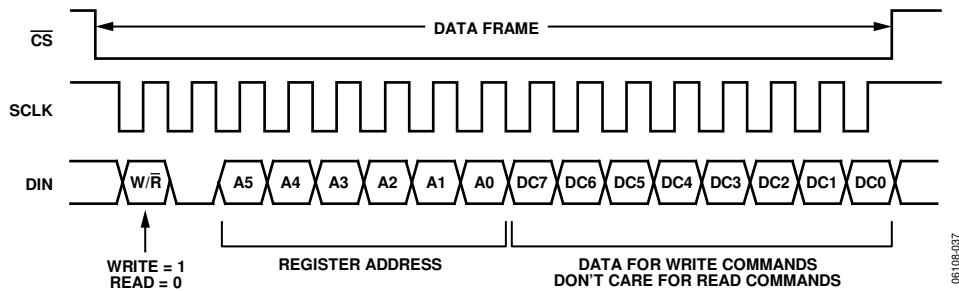 DATA FRAME
CS
SCLK
DIN W/R A5 A4 A3 A2 A1 A0 DC7 DC6 DC5 DC4 DC3 DC2 DC1 DC0
WRITE = 1
READ = 0
REGISTER ADDRESS
DATA FOR WRITE COMMANDS
DON'T CARE FOR READ COMMANDS
06108-037